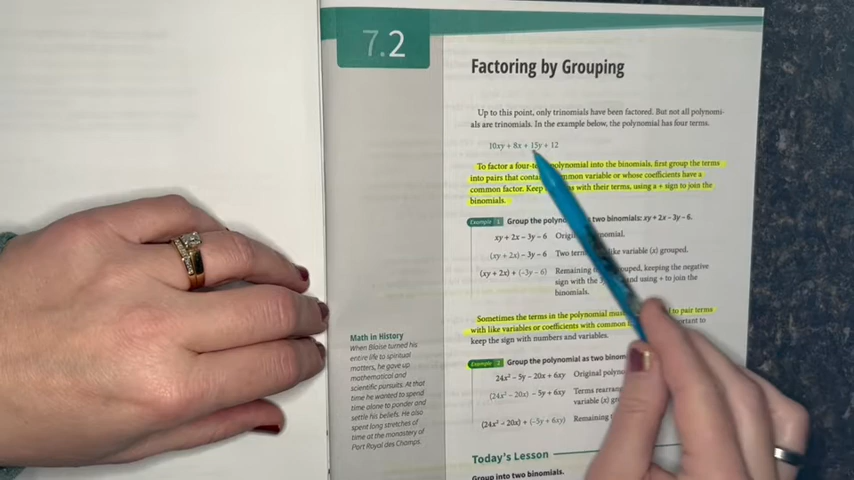 7.2
Factoring by Grouping
Up to this point, only trinomials have been factored. But not all polynomi-
als are trinomials. In the example below, the polynomial has four terms.
10xy + 8x + 15y + 12
To factor a four- polynomial into the binomials, first group the terms
into pairs that common variable or whose coefficients have a
common factor. Keep with their terms, using a + sign to join the
binomials.
Example 1 Group the two binomials: xy + 2x − 3y − 6.
xy + 2x − 3y − 6 Original
(xy + 2x) − 3y − 6 Two like variable (x) grouped.
(xy + 2x) + (−3y − 6) Remaining keeping the negative
sign with the and using + to join the
binomials.
Sometimes the terms in the polynomial to pair terms
with like variables or coefficients with common to
keep the sign with numbers and variables.
Example 2 Group the polynomial as two
24x² − 5y − 20x + 6xy Original
(24x² − 20x) − 5y + 6xy Terms
variable
(24x² − 20x) + (−5y + 6xy) Remaining
Math in History
When Blaise turned his
entire life to spiritual
matters, he gave up
mathematical and
scientific pursuits. At that
time he wanted to spend
time alone to ponder and
settle his beliefs. He also
spent long stretches of
time at the monastery of
Port Royal des Champs.
Today's Lesson
Group into two binomials.